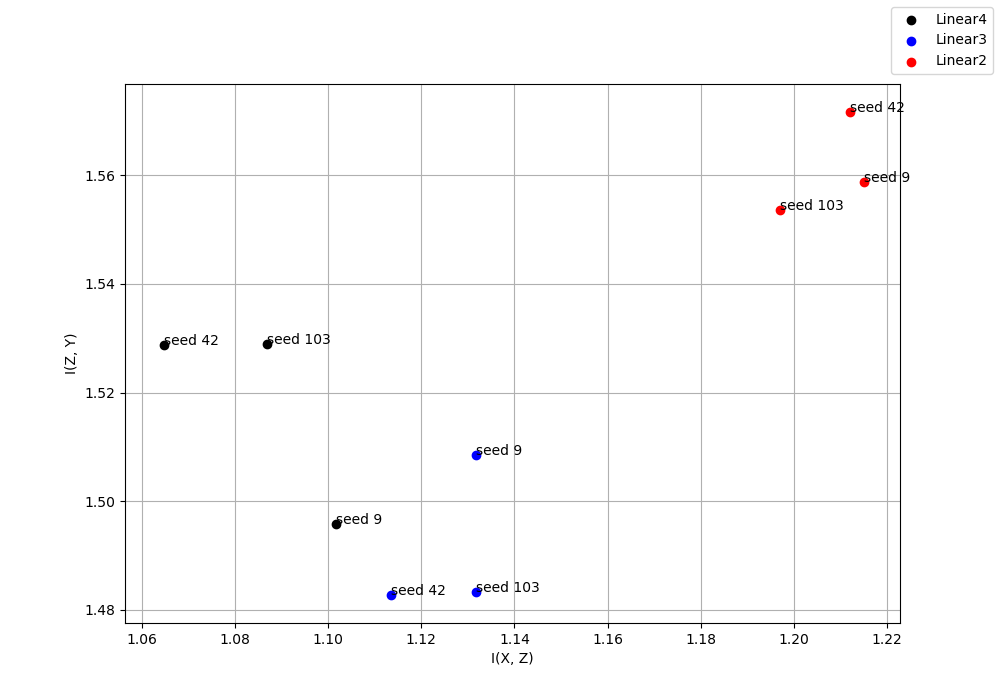 Linear4
Linear3
Linear2
seed 42
seed 9
seed 103
seed 42
seed 103
seed 9
seed 9
seed 42
seed 103
1.56
1.54
1.52
1.50
1.48
I(Z, Y)
1.06 1.08 1.10 1.12 1.14 1.16 1.18 1.20 1.22
I(X, Z)